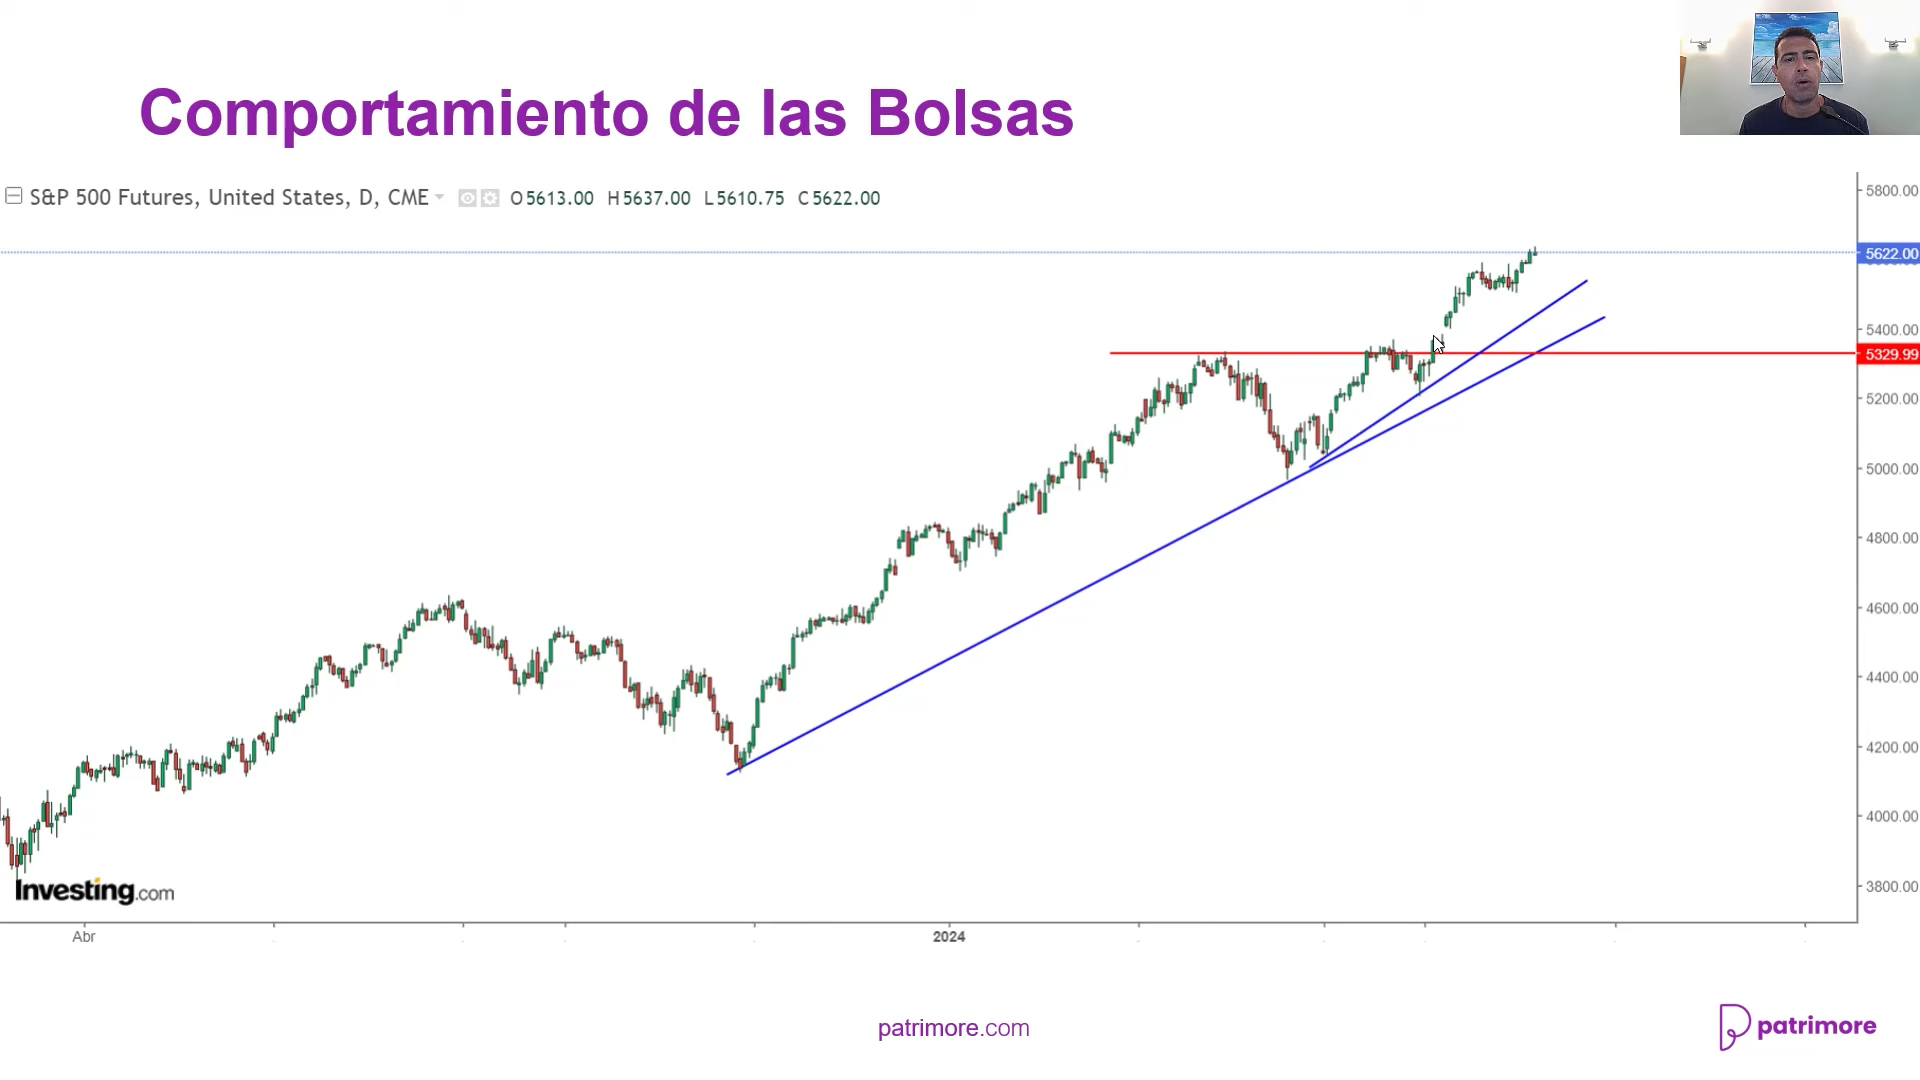 Comportamiento de las Bolsas
S&P 500 Futures, United States, D, CME O5613.00 H5637.00 L5610.75 C5622.00
5800.00
5622.00
5400.00
5329.99
5200.00
5000.00
4800.00
4600.00
4400.00
4200.00
4000.00
3800.00
Investing.com
Abr
2024
patrimore.com
patrimore